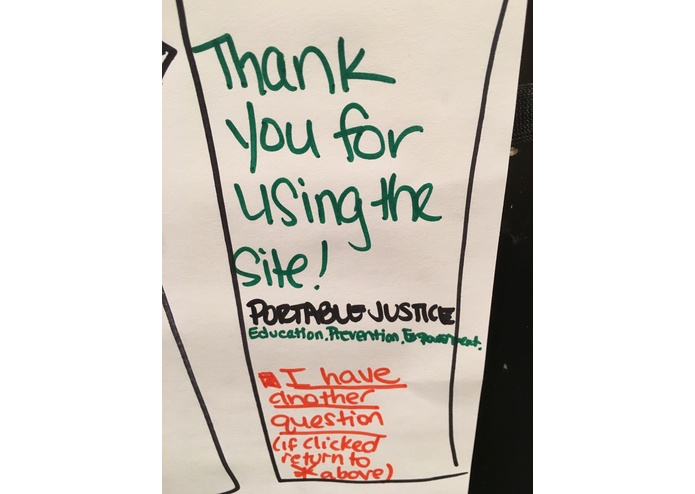 Thank
you for
using the
site!
PORTABLE JUSTICE
Education. Prevention. Empowerment.
I have
another
question
(if clicked
return to
* above)